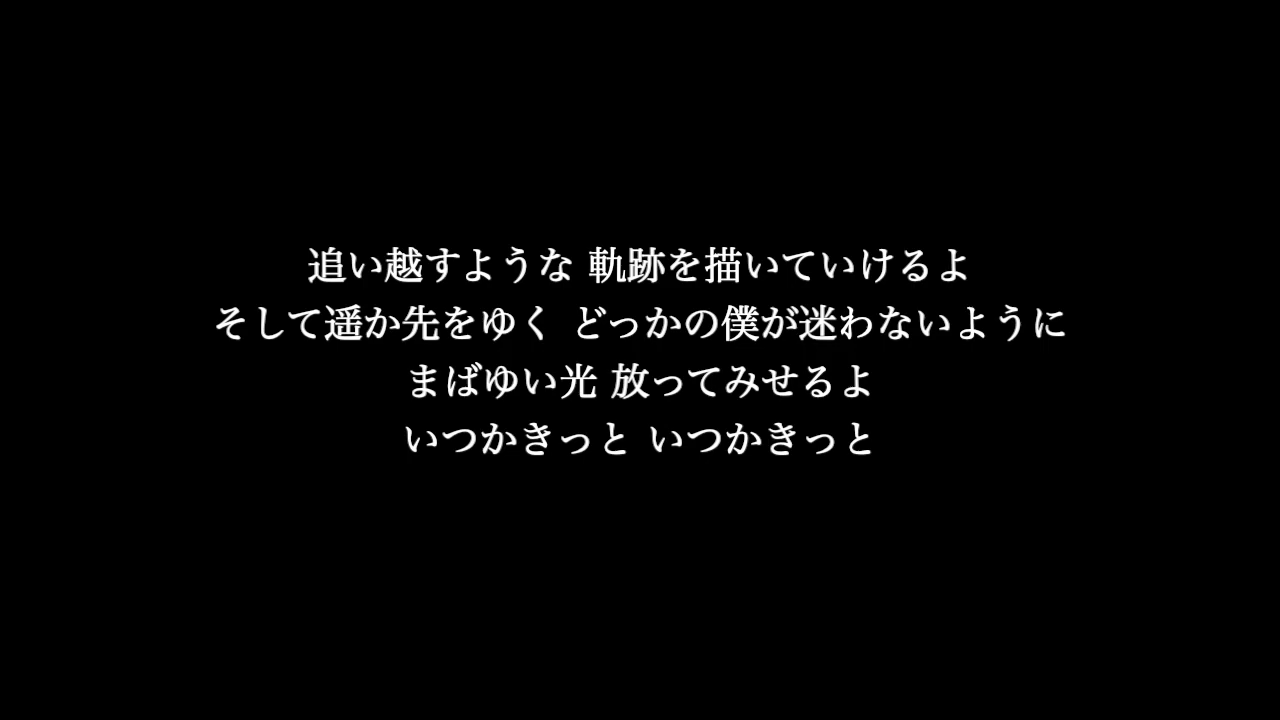 追い越すような 軌跡を描いていけるよ
そして遥か先をゆく どっかの僕が迷わないように
まばゆい光 放ってみせるよ
いつかきっと いつかきっと